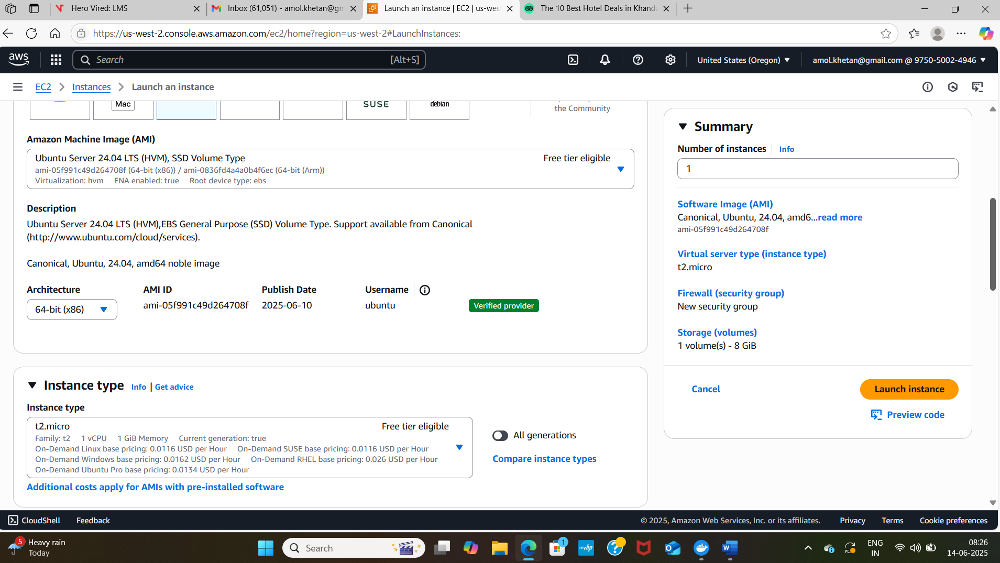 Hero Vired: LMS
Inbox (61,051) - amol.khetan@gm
Launch an instance | EC2 | us-wes
The 10 Best Hotel Deals in Khanda
https://us-west-2.console.aws.amazon.com/ec2/home?region=us-west-2#LaunchInstances:
aws
Search
[Alt+S]
United States (Oregon)
amol.khetan@gmail.com @ 9750-5002-4946
EC2
Instances
Launch an instance
Mac
SUSE
debian
the Community
Amazon Machine Image (AMI)
Ubuntu Server 24.04 LTS (HVM), SSD Volume Type
Free tier eligible
ami-05f991c49d264708f (64-bit (x86)) / ami-0836fd4a4a0b4f6ec (64-bit (Arm))
Virtualization: hvm ENA enabled: true Root device type: ebs
Description
Ubuntu Server 24.04 LTS (HVM),EBS General Purpose (SSD) Volume Type. Support available from Canonical
(http://www.ubuntu.com/cloud/services).
Canonical, Ubuntu, 24.04, amd64 noble image
Architecture
64-bit (x86)
AMI ID
ami-05f991c49d264708f
Publish Date
2025-06-10
Username
ubuntu
Verified provider
Instance type
Info | Get advice
Instance type
t2.micro
Free tier eligible
Family: t2 1 vCPU 1 GiB Memory Current generation: true
On-Demand Linux base pricing: 0.0116 USD per Hour On-Demand SUSE base pricing: 0.0116 USD per Hour
On-Demand Windows base pricing: 0.0162 USD per Hour On-Demand RHEL base pricing: 0.026 USD per Hour
On-Demand Ubuntu Pro base pricing: 0.0134 USD per Hour
All generations
Compare instance types
Additional costs apply for AMIs with pre-installed software
Summary
Number of instances
Info
1
Software Image (AMI)
Canonical, Ubuntu, 24.04, amd6...read more
ami-05f991c49d264708f
Virtual server type (instance type)
t2.micro
Firewall (security group)
New security group
Storage (volumes)
1 volume(s) - 8 GiB
Cancel
Launch instance
Preview code
CloudShell
Feedback
© 2025, Amazon Web Services, Inc. or its affiliates.
Privacy
Terms
Cookie preferences
5
Heavy rain
Today
Search
1
myhp
ENG
IN
08:26
14-06-2025